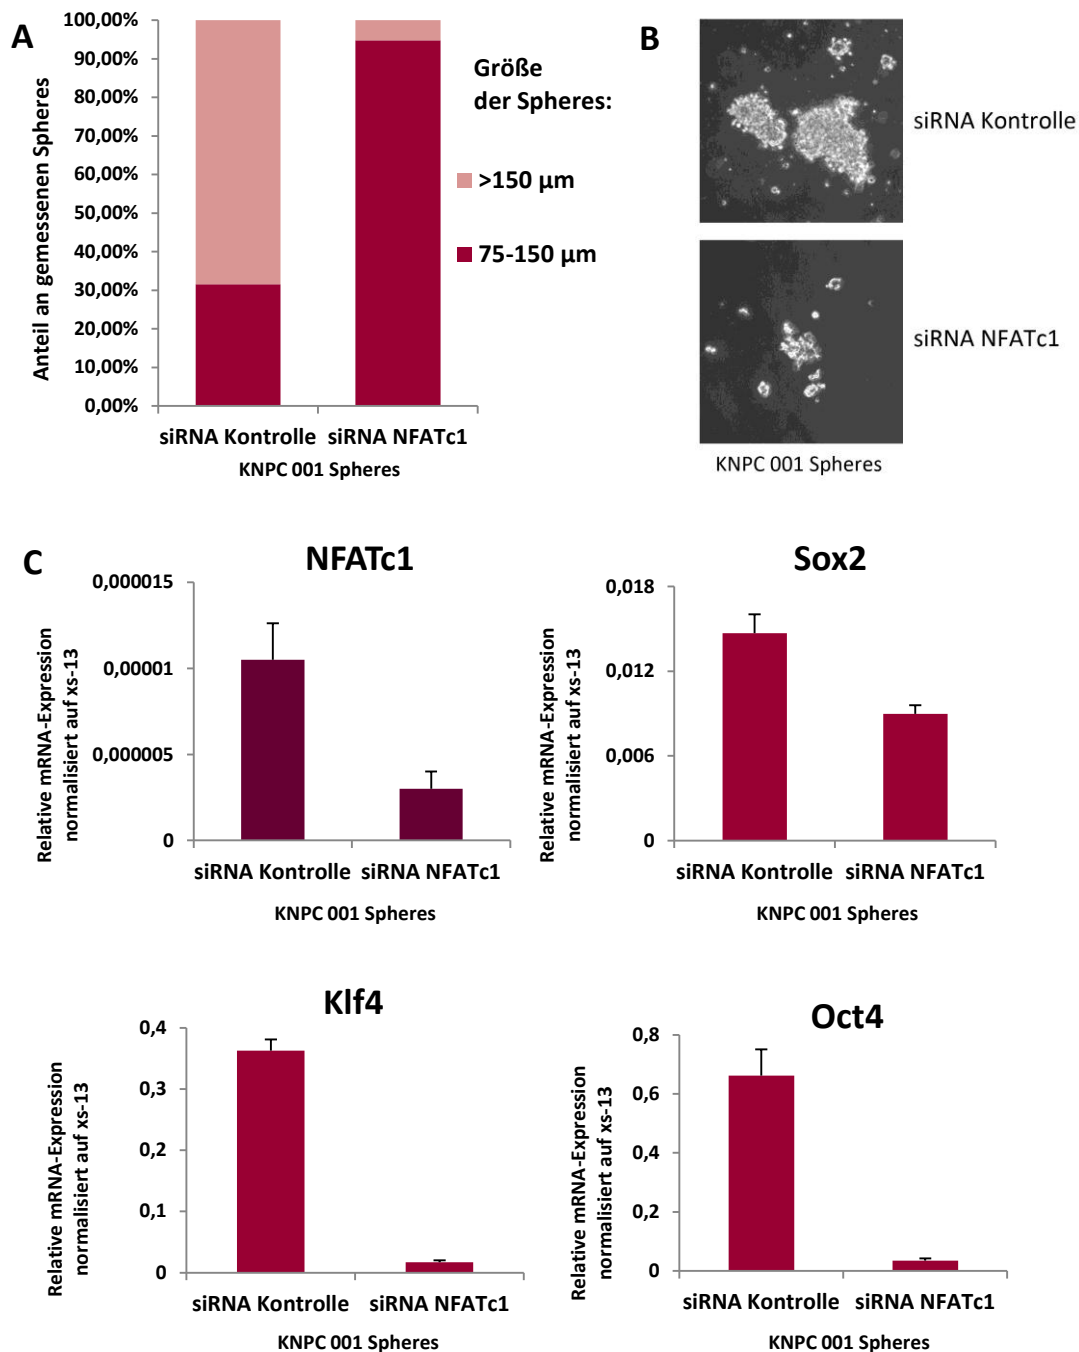 A
100,00%
90,00%
80,00%
70,00%
60,00%
50,00%
40,00%
30,00%
20,00%
10,00%
0,00%
Anteil an gemessenen Spheres
siRNA Kontrolle
siRNA NFATc1
KNPC 001 Spheres
Größe
der Spheres:
>150 µm
75-150 µm
B
siRNA Kontrolle
siRNA NFATc1
KNPC 001 Spheres
C
NFATc1
0,000015
0,00001
0,000005
0
Relative mRNA-Expression
normalisiert auf xs-13
siRNA Kontrolle
siRNA NFATc1
KNPC 001 Spheres
Sox2
0,018
0,012
0,006
0
Relative mRNA-Expression
normalisiert auf xs-13
siRNA Kontrolle
siRNA NFATc1
KNPC 001 Spheres
Klf4
0,4
0,3
0,2
0,1
0
Relative mRNA-Expression
normalisiert auf xs-13
siRNA Kontrolle
siRNA NFATc1
KNPC 001 Spheres
Oct4
0,8
0,6
0,4
0,2
0
Relative mRNA-Expression
normalisiert auf xs-13
siRNA Kontrolle
siRNA NFATc1
KNPC 001 Spheres